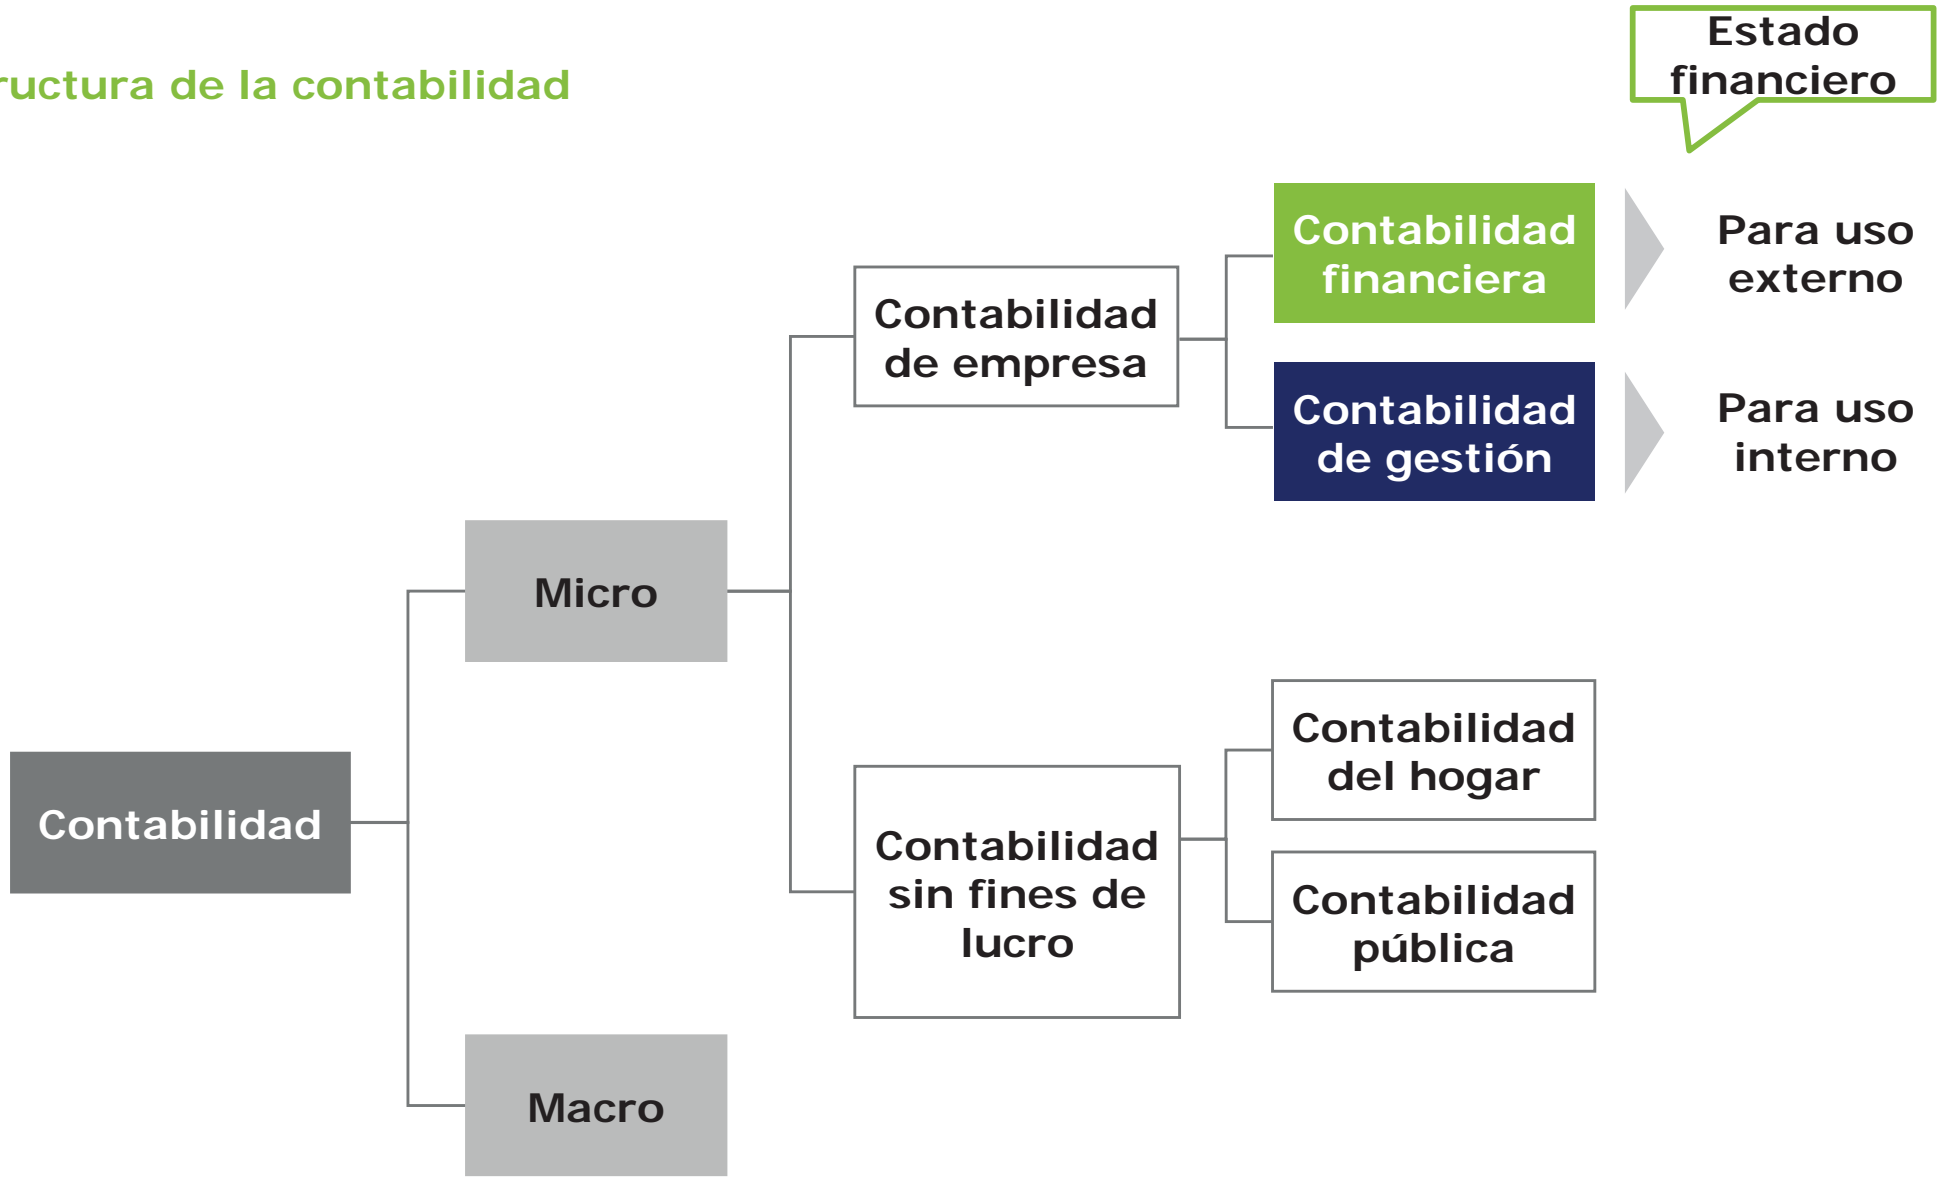 ructura de la contabilidad
Estado
financiero
Contabilidad
financiera
Para uso
externo
Contabilidad
de empresa
Contabilidad
de gestión
Para uso
interno
Micro
Contabilidad
del hogar
Contabilidad
Contabilidad
sin fines de
lucro
Contabilidad
pública
Macro